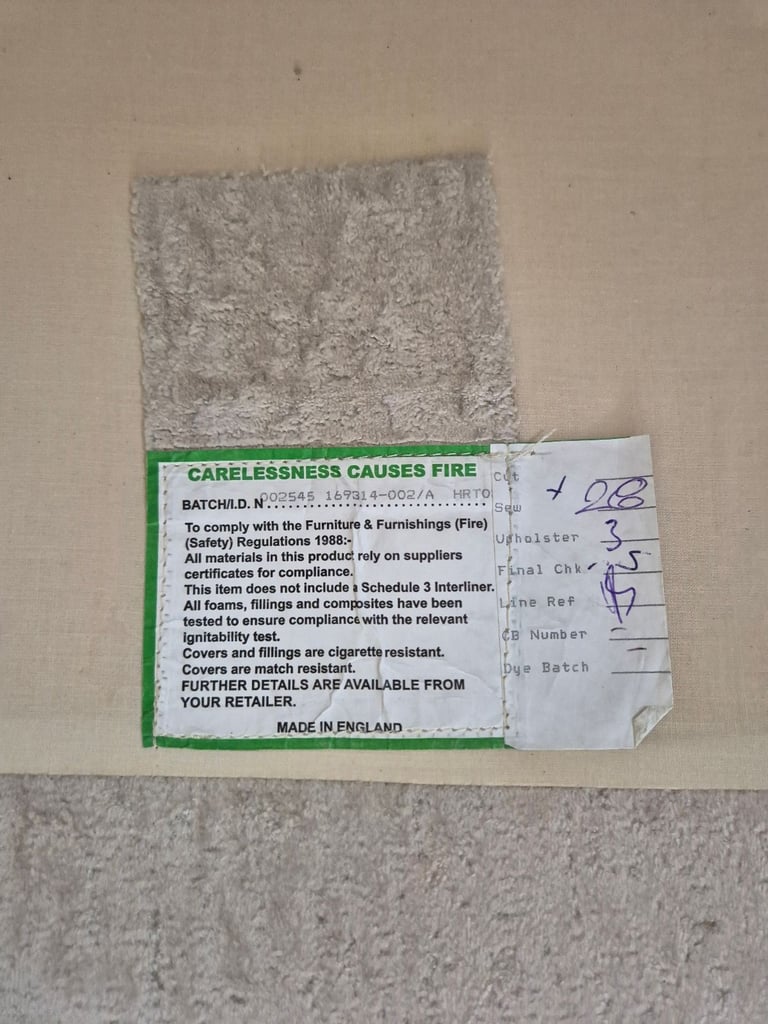 CARELESSNESS CAUSES FIRE
BATCH/I.D. N 002545 169314-002/A HRTO
To comply with the Furniture & Furnishings (Fire)
(Safety) Regulations 1988:-
All materials in this product rely on suppliers
certificates for compliance.
This item does not include a Schedule 3 Interliner.
All foams, fillings and composites have been
tested to ensure compliance with the relevant
ignitability test.
Covers and fillings are cigarette resistant.
Covers are match resistant.
FURTHER DETAILS ARE AVAILABLE FROM
YOUR RETAILER.
MADE IN ENGLAND
Cut
Sew
Upholster 3
Final Chk 5
Line Ref
CB Number
Dye Batch